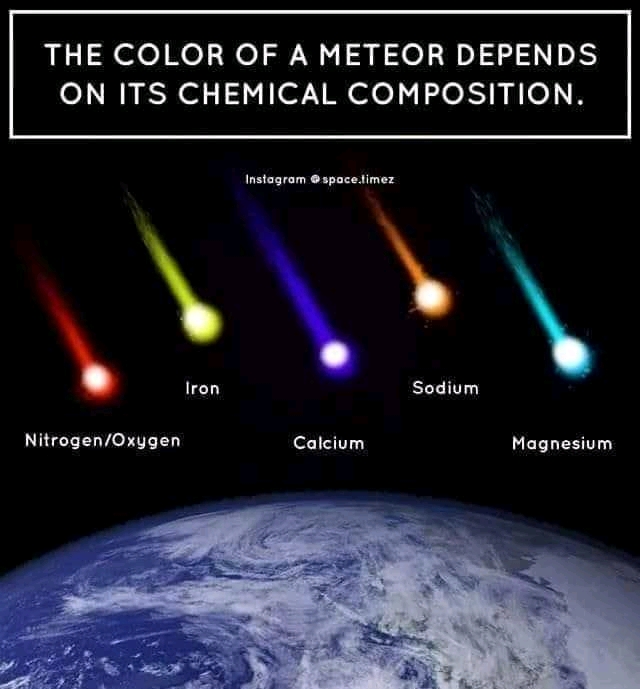 THE COLOR OF A METEOR DEPENDS
ON ITS CHEMICAL COMPOSITION.
Instagram @ space.timez
Iron
Sodium
Nitrogen/Oxygen
Calcium
Magnesium